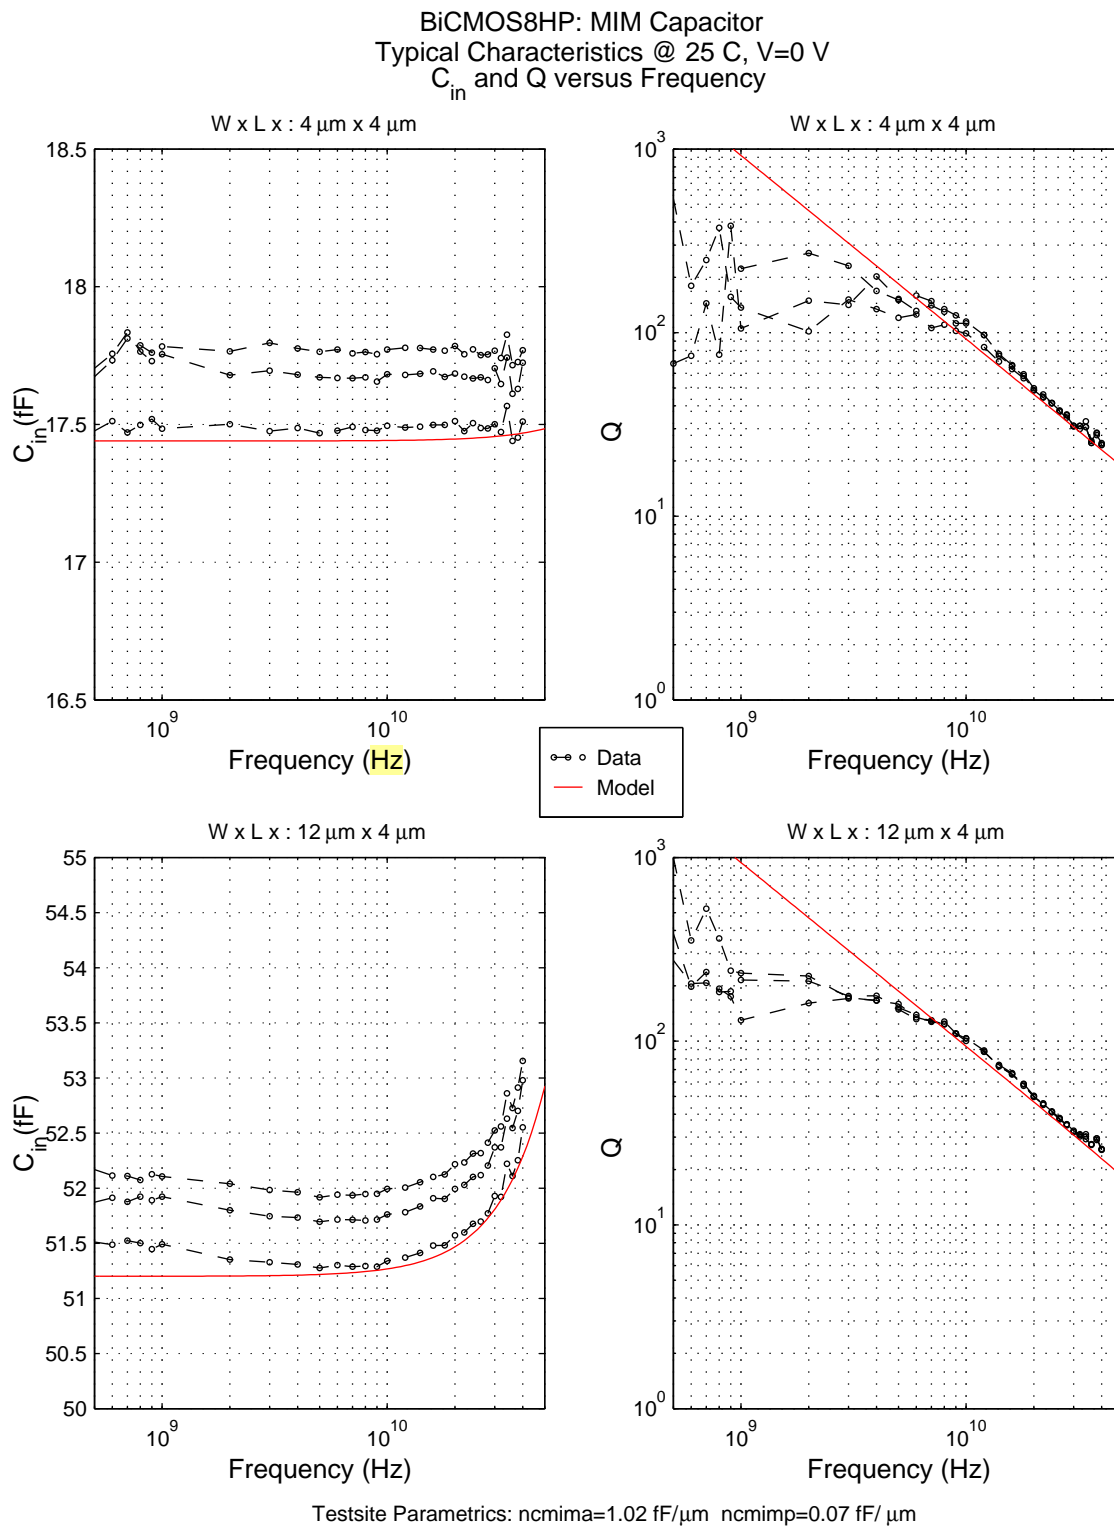 BiCMOS8HP: MIM Capacitor
Typical Characteristics @ 25 C, V=0 V
C_in and Q versus Frequency
W x L x : 4 µm x 4 µm
18.5
18
17.5
17
16.5
C_in(fF)
10^9
10^10
Frequency (Hz)
W x L x : 4 µm x 4 µm
10^3
10^2
10^1
10^0
Q
10^9
10^10
Frequency (Hz)
Data
Model
W x L x : 12 µm x 4 µm
55
54.5
54
53.5
53
52.5
52
51.5
51
50.5
50
C_in(fF)
10^9
10^10
Frequency (Hz)
W x L x : 12 µm x 4 µm
10^3
10^2
10^1
10^0
Q
10^9
10^10
Frequency (Hz)
Testsite Parametrics: ncmima=1.02 fF/µm ncmimp=0.07 fF/ µm